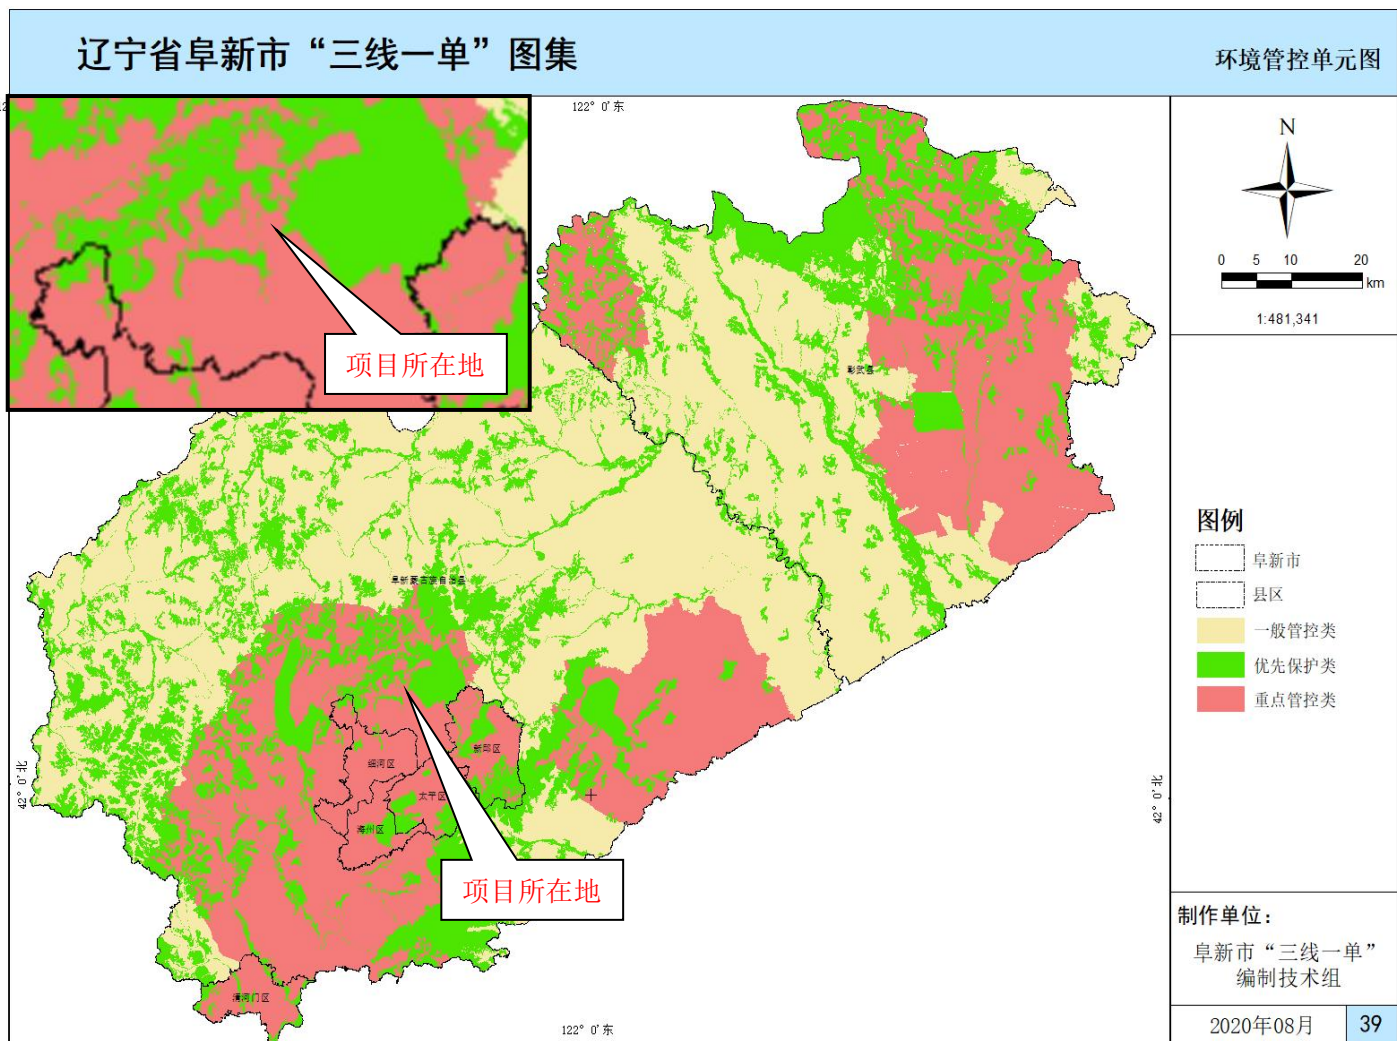 辽宁省阜新市“三线一单”图集
环境管控单元图
122° 0′东
N
0 5 10 20
km
1:481,341
项目所在地
彰武县
阜新蒙古族自治县
图例
阜新市
县区
一般管控类
优先保护类
重点管控类
新邱区
细河区
太平区
海州区
42° 0′北
42° 0′北
项目所在地
清河门区
122° 0′东
制作单位：
阜新市“三线一单”
编制技术组
2020年08月
39